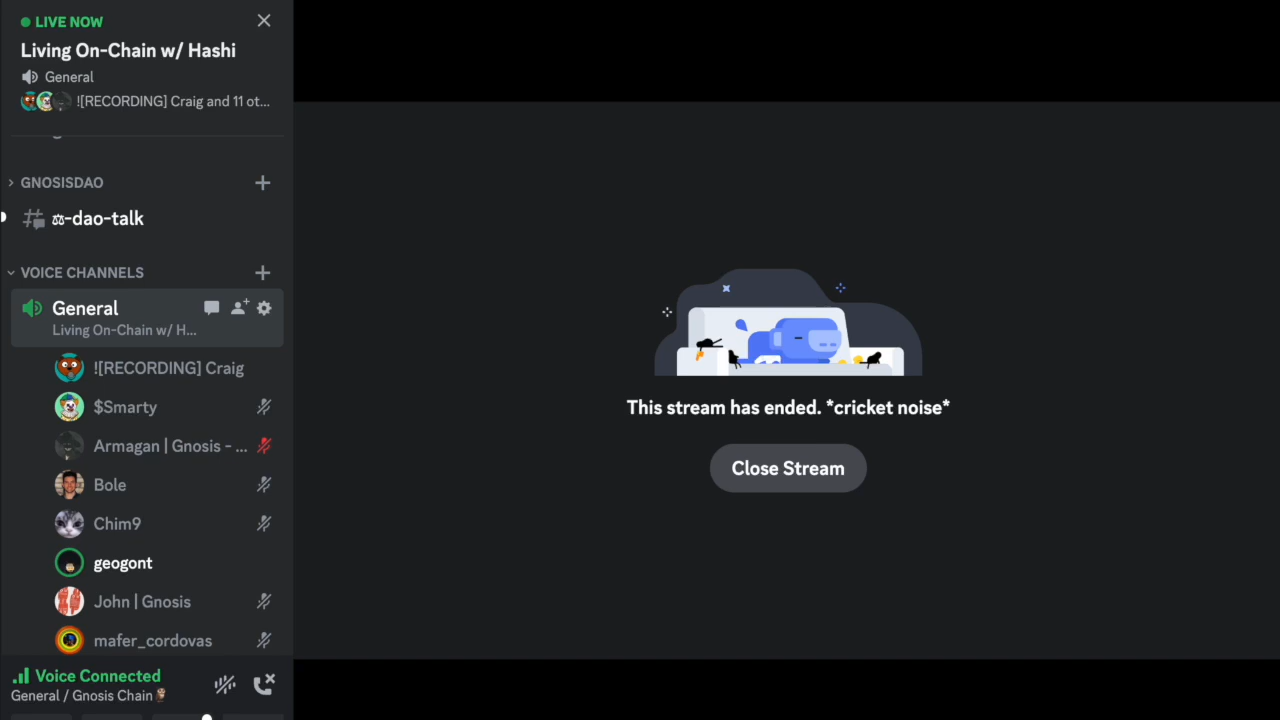 LIVE NOW
Living On-Chain w/ Hashi
General
![RECORDING] Craig and 11 ot...
GNOSISDAO
⚖-dao-talk
VOICE CHANNELS
General
Living On-Chain w/ H...
![RECORDING] Craig
$Smarty
Armagan | Gnosis - ...
Bole
Chim9
geogont
John | Gnosis
mafer_cordovas
Voice Connected
General / Gnosis Chain
This stream has ended. *cricket noise*
Close Stream